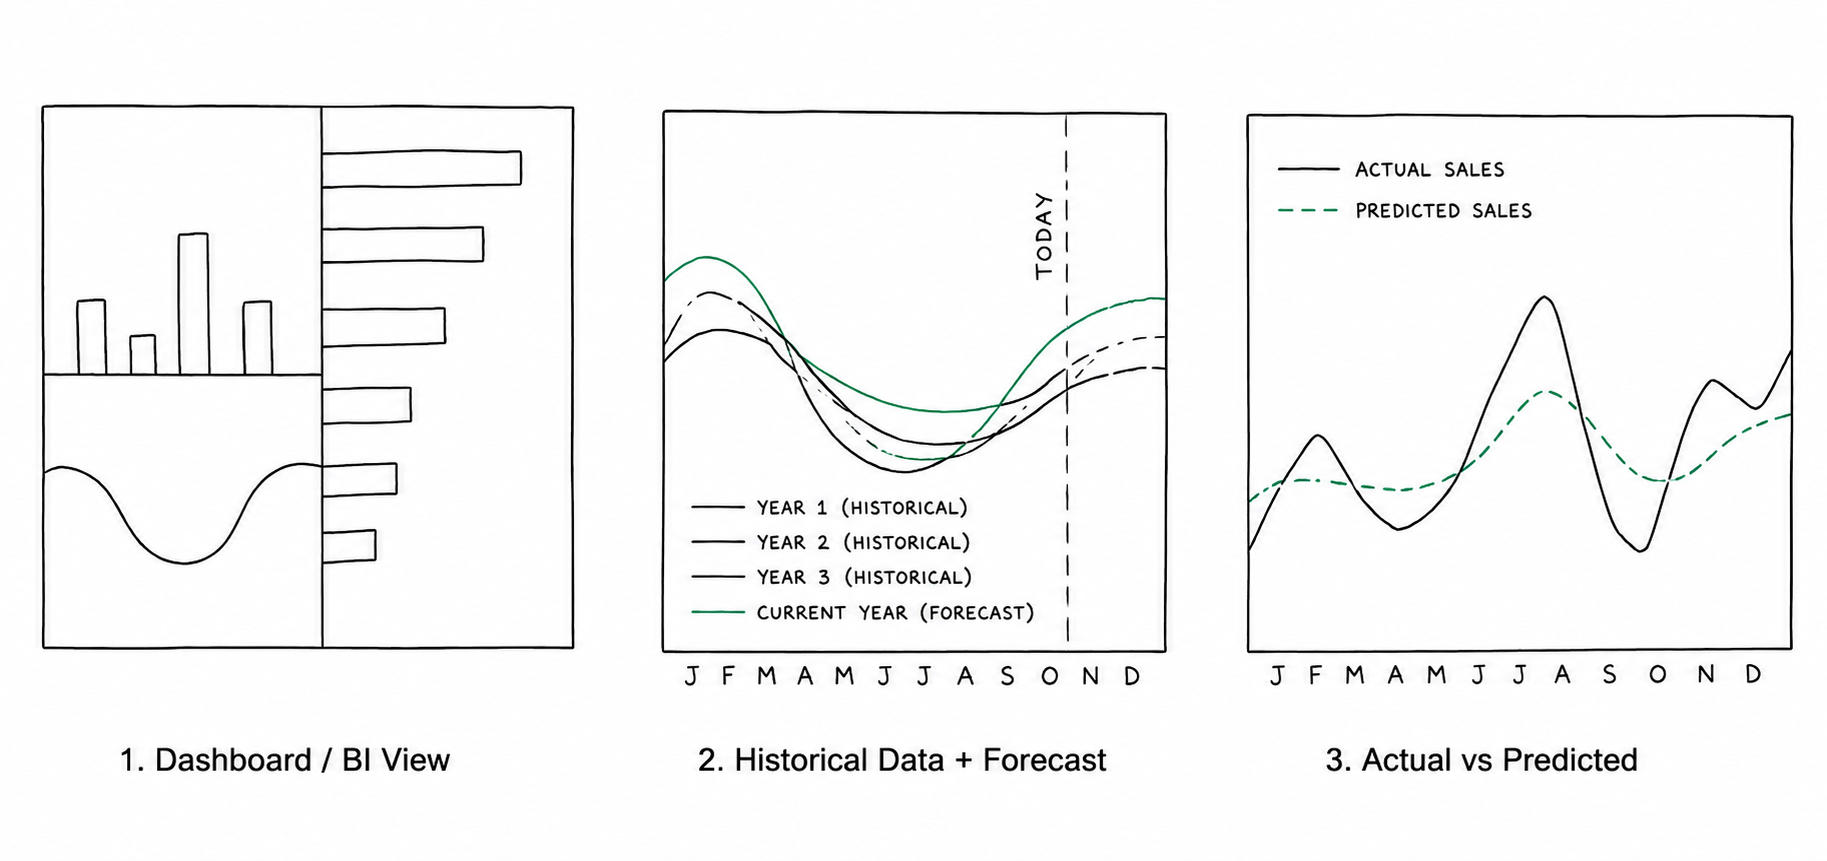 TODAY
YEAR 1 (HISTORICAL)
YEAR 2 (HISTORICAL)
YEAR 3 (HISTORICAL)
CURRENT YEAR (FORECAST)
J F M A M J J A S O N D
ACTUAL SALES
PREDICTED SALES
J F M A M J J A S O N D
1. Dashboard / BI View
2. Historical Data + Forecast
3. Actual vs Predicted